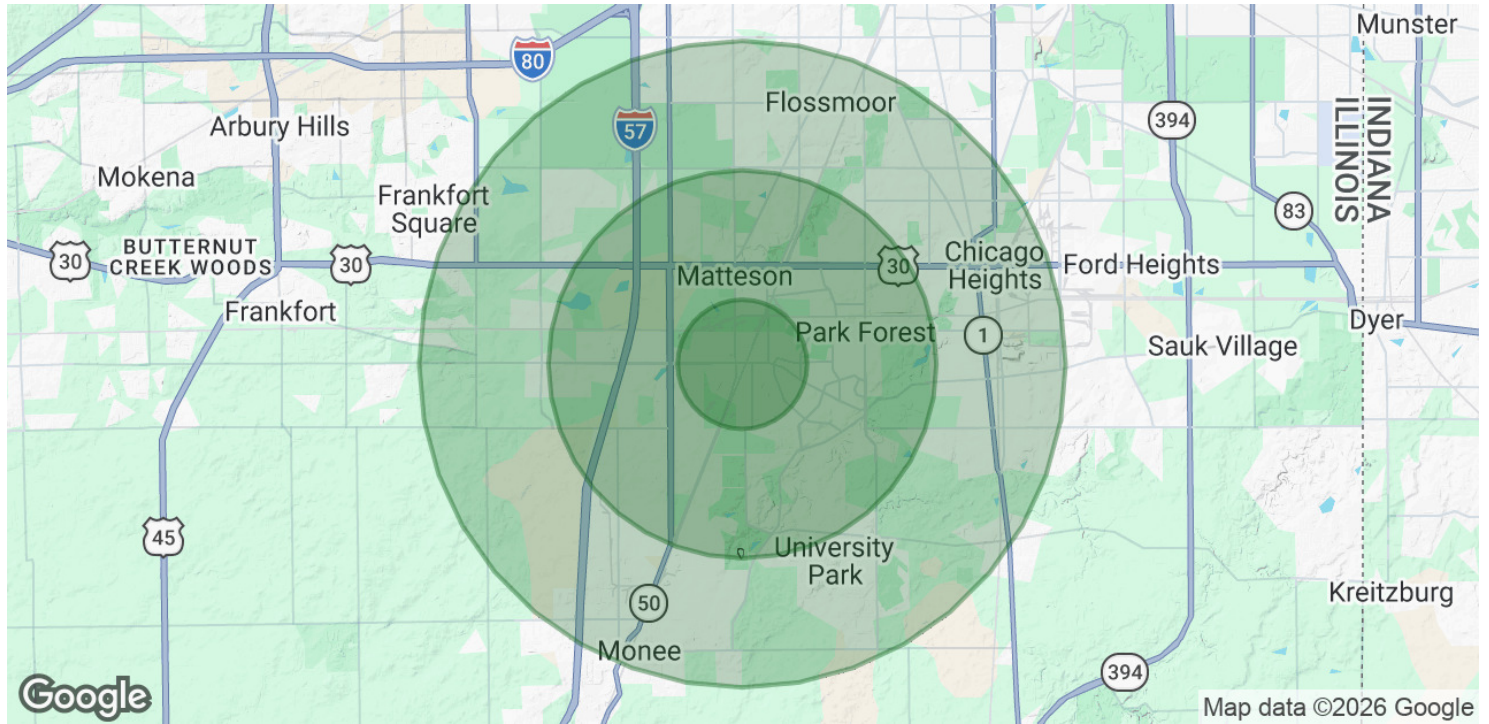 Munster
80
Flossmoor
57
394
Arbury Hills
INDIANA
ILLINOIS
Mokena
Frankfort
Square
83
BUTTERNUT
CREEK WOODS
30
30
Matteson
30
Chicago
Heights
Ford Heights
Frankfort
Park Forest
1
Dyer
Sauk Village
45
University
Park
50
Kreitzburg
Monee
394
Google
Map data ©2026 Google